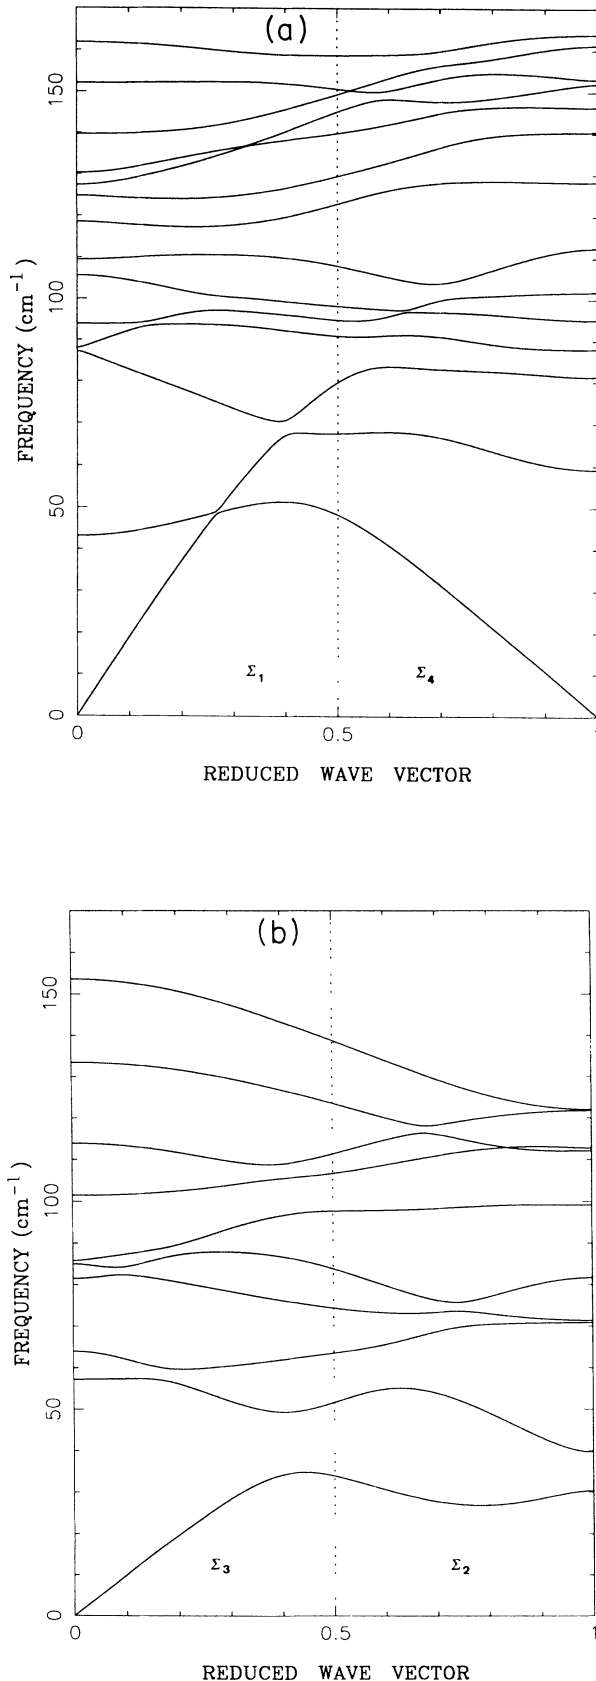 (a)
150
100
50
0
FREQUENCY (cm⁻¹)
Σ₁ Σ₄
0 0.5 1
REDUCED WAVE VECTOR
(b)
150
100
50
0
FREQUENCY (cm⁻¹)
Σ₃ Σ₂
0 0.5 1
REDUCED WAVE VECTOR